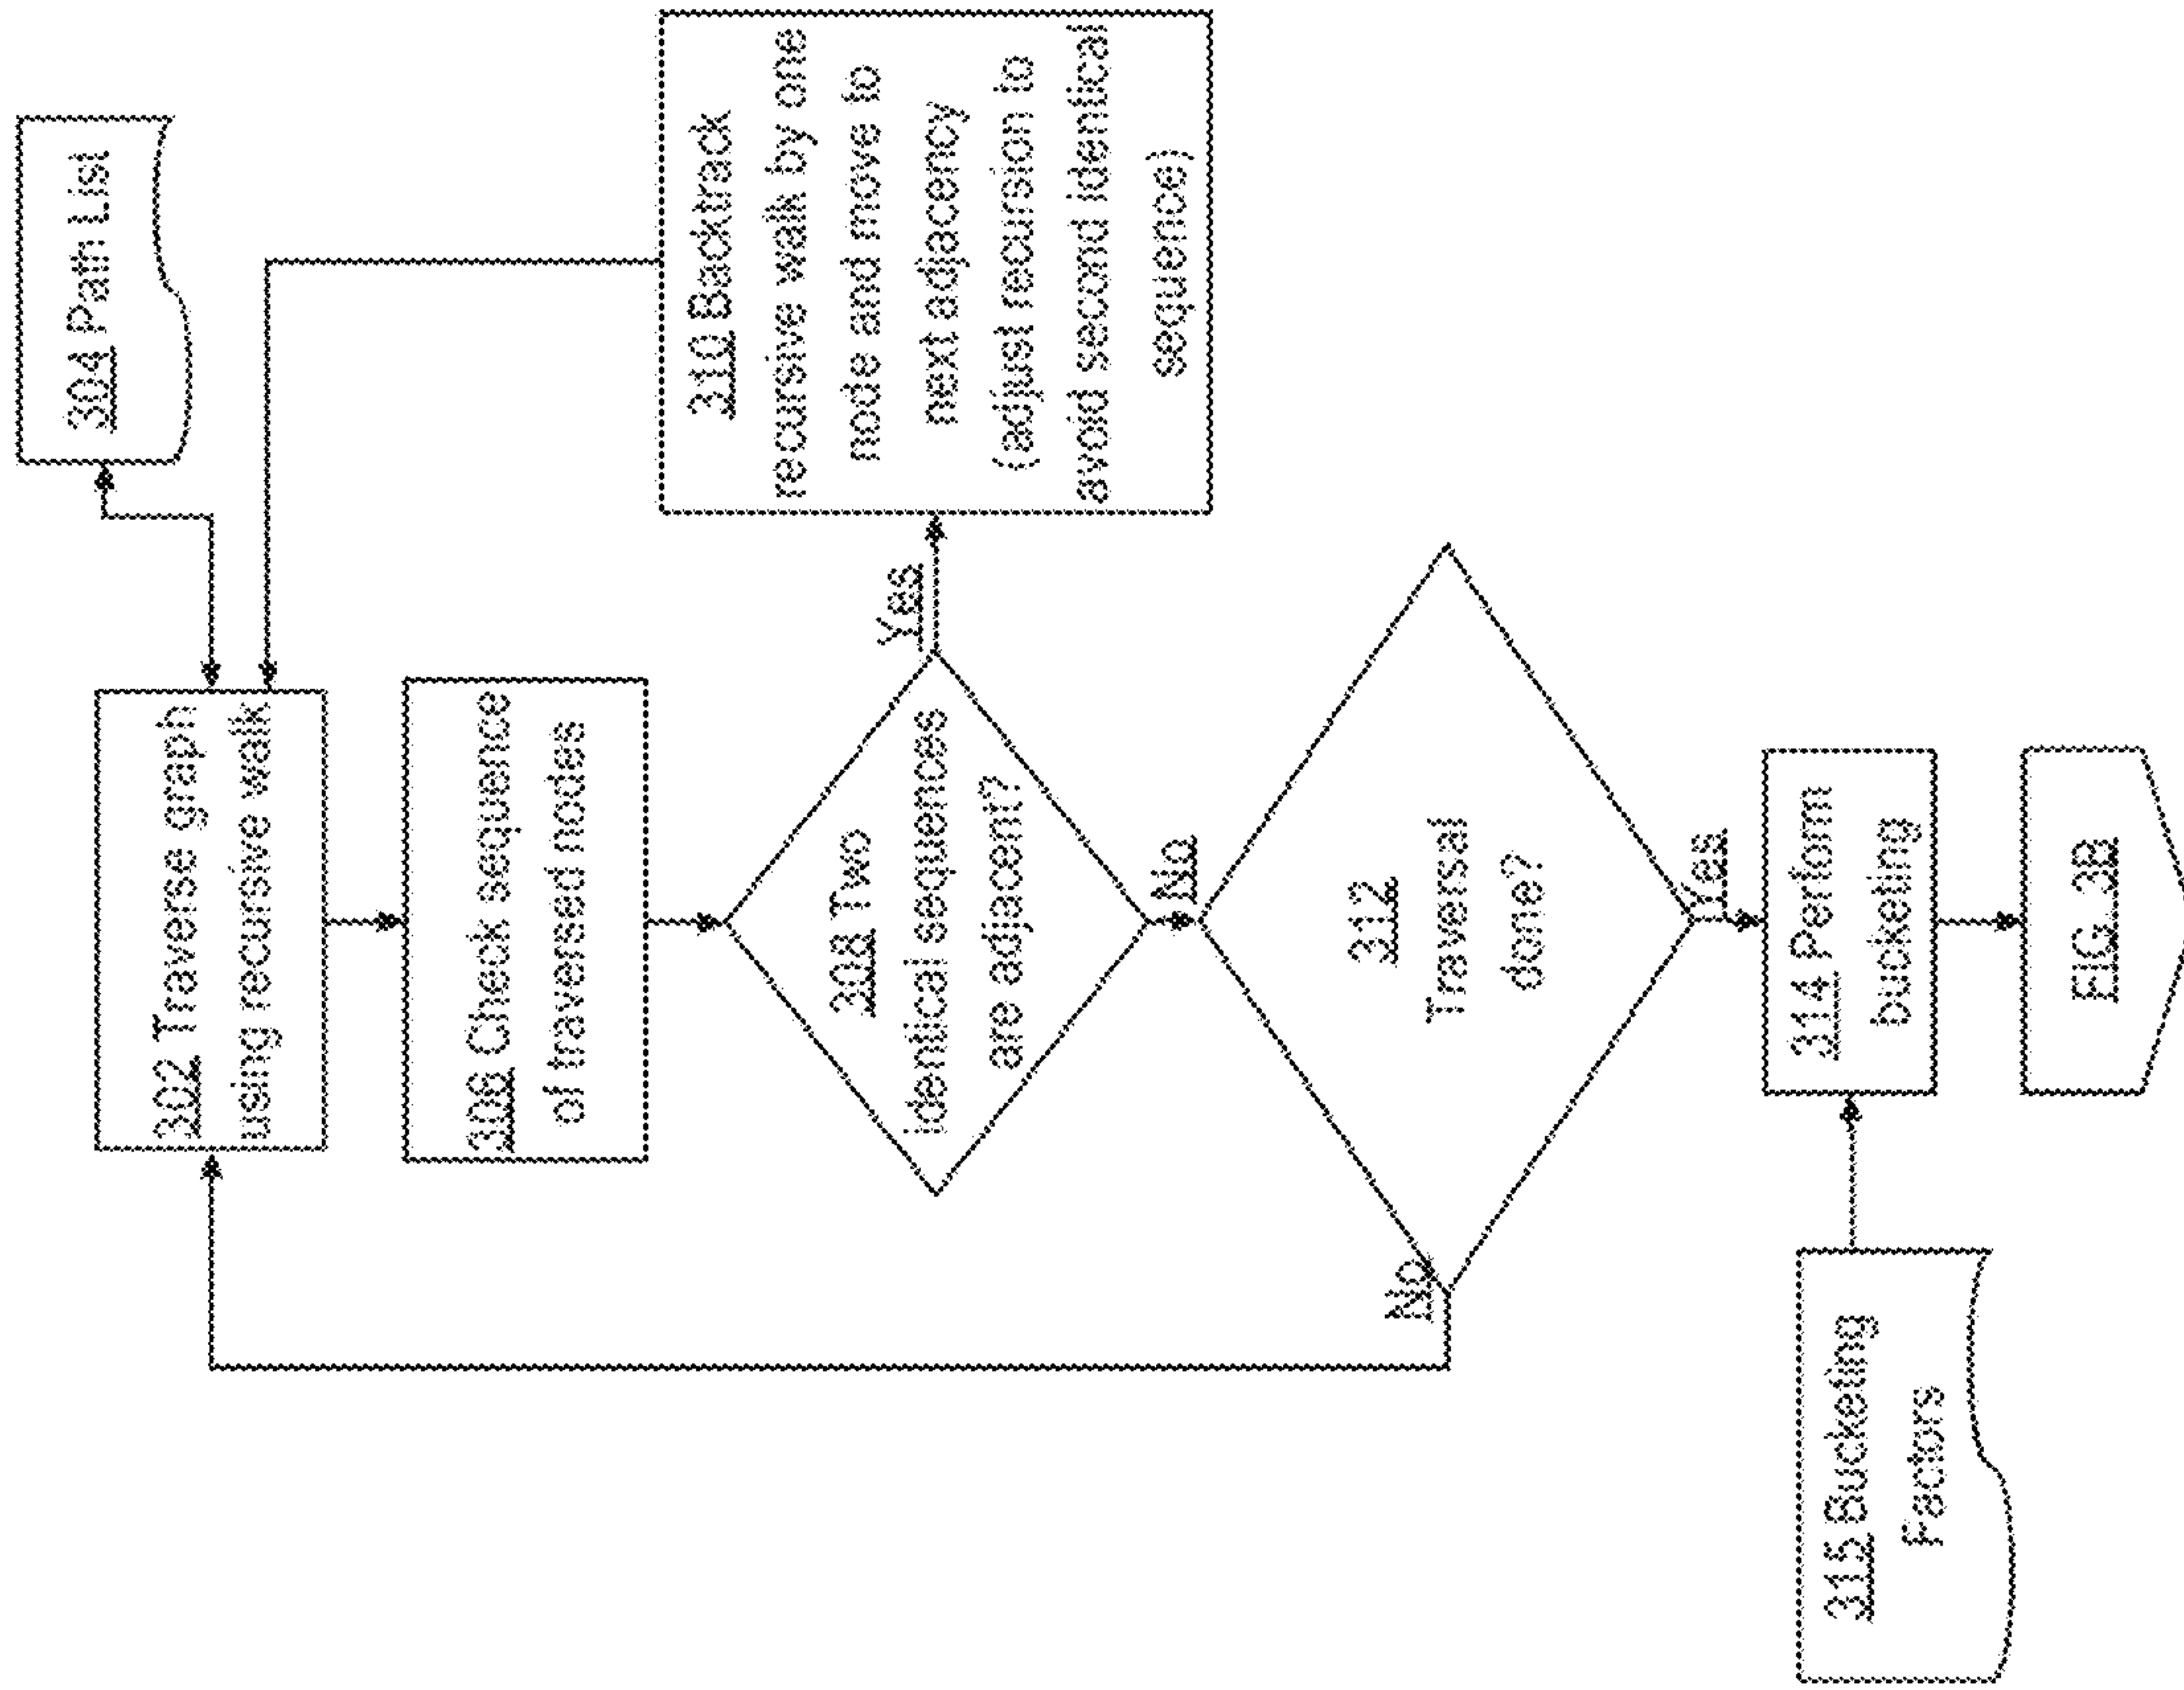 304 Path List
302 Traverse graph
using recursive walk
306 Check sequence
of traversed nodes
308 Two
identical sequences
are adjacent?
Yes
310 Backtrack
recursive walk by one
node and move to
next adjacency
(adjust recursion to
avoid second identical
sequence)
No
312
Traversal
done?
No
Yes
314 Perform
bucketing
315 Bucketing
Factors
FIG. 3B